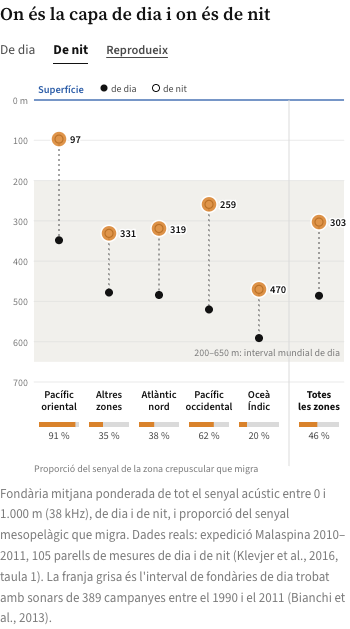 On és la capa de dia i on és de nit
De dia De nit Reprodueix
Superfície de dia de nit
0 m
100
97
200
300
259
303
331
319
400
500
470
600
200–650 m: interval mundial de dia
700
Pacífic oriental
Altres zones
Atlàntic nord
Pacífic occidental
Oceà Índic
Totes les zones
91 % 35 % 38 % 62 % 20 % 46 %
Proporció del senyal de la zona crepuscular que migra
Fondària mitjana ponderada de tot el senyal acústic entre 0 i
1.000 m (38 kHz), de dia i de nit, i proporció del senyal
mesopelàgic que migra. Dades reals: expedició Malaspina 2010–
2011, 105 parells de mesures de dia i de nit (Klevjer et al., 2016,
taula 1). La franja grisa és l'interval de fondàries de dia trobat
amb sonars de 389 campanyes entre el 1990 i el 2011 (Bianchi et
al., 2013).